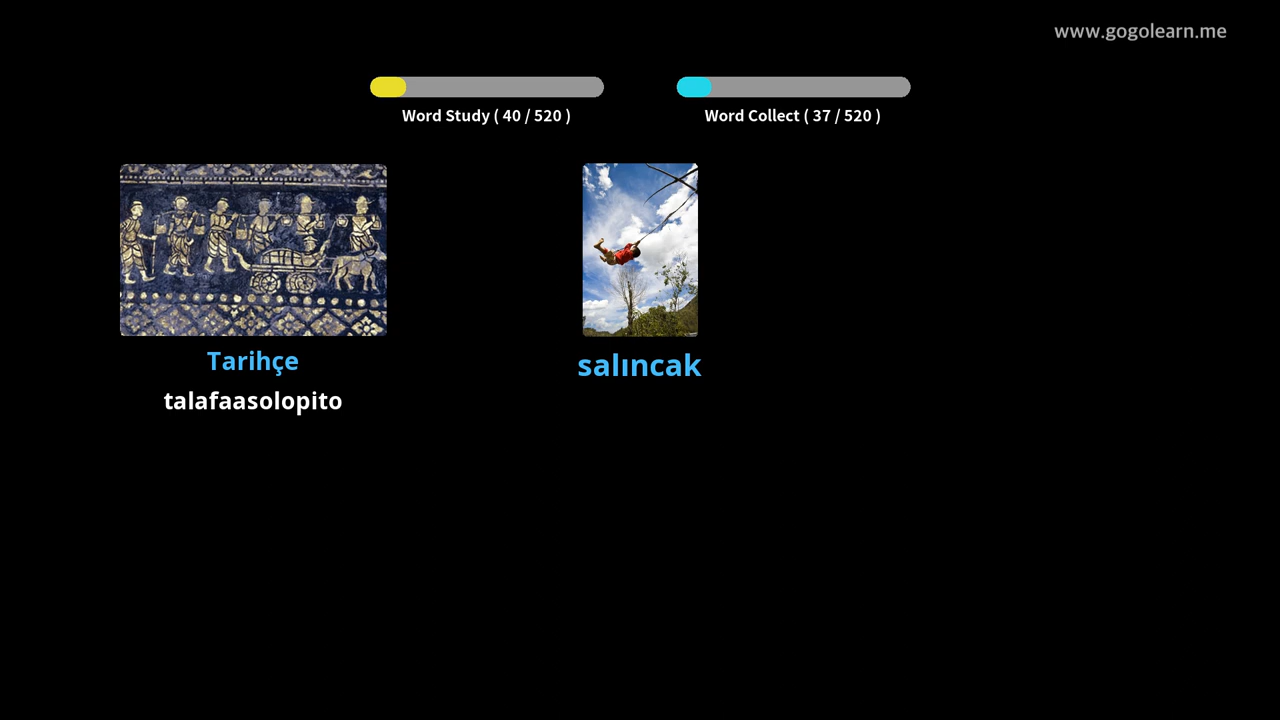 www.gogolearn.me
Word Study ( 40 / 520 )
Word Collect ( 37 / 520 )
Tarihçe
talafaasolopito
salıncak